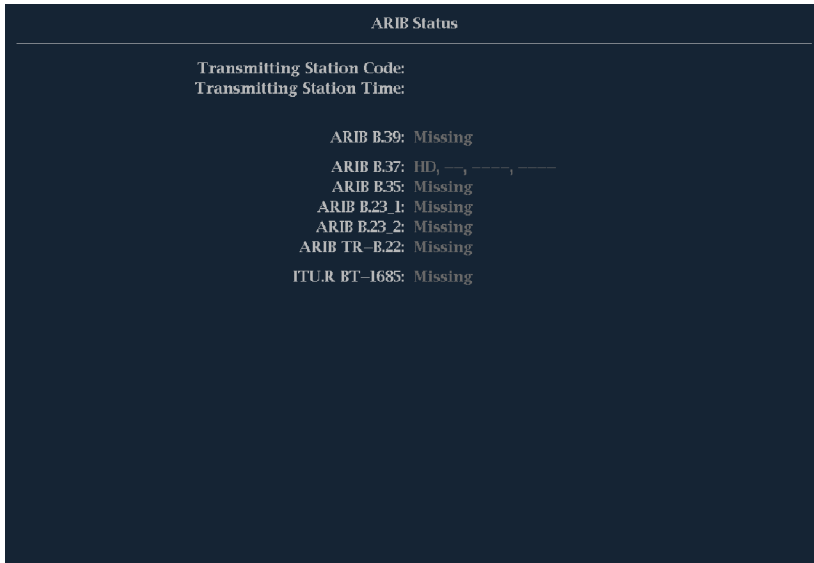 ARIB Status
Transmitting Station Code:
Transmitting Station Time:
ARIB B.39: Missing
ARIB B.37: HD, --, ----, ----
ARIB B.35: Missing
ARIB B.23_1: Missing
ARIB B.23_2: Missing
ARIB TR-B.22: Missing
ITU.R BT-1685: Missing